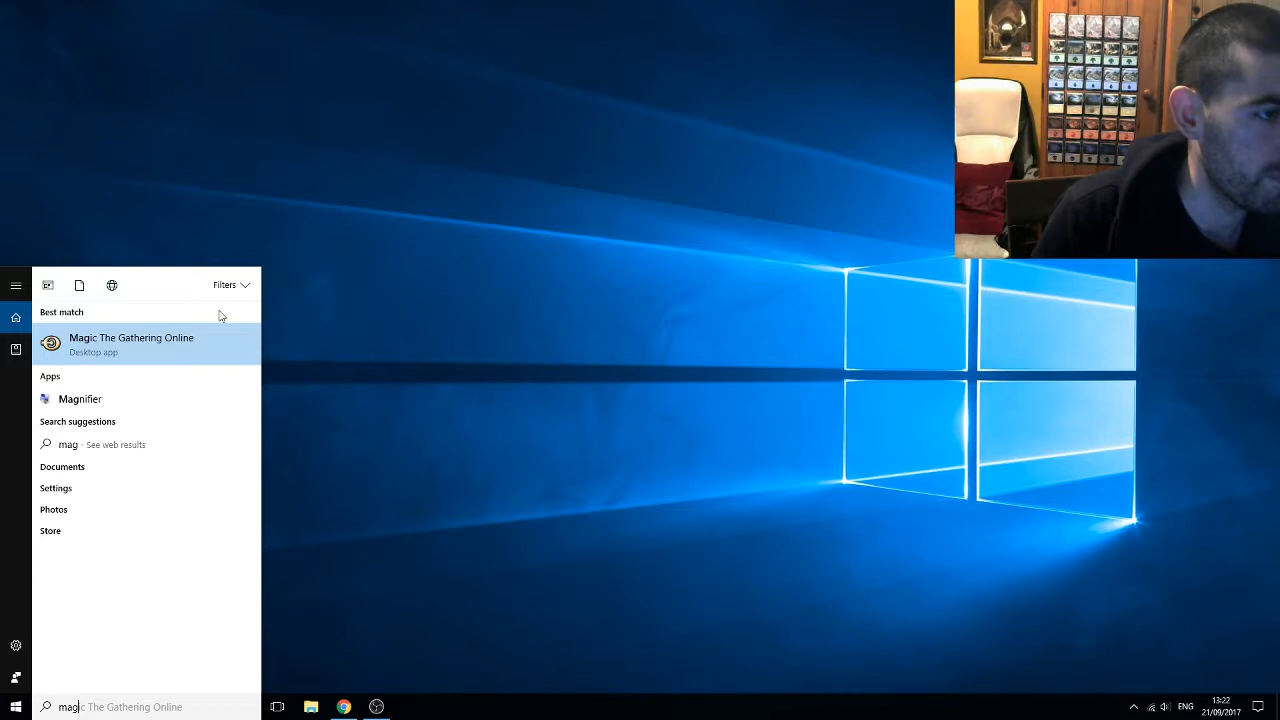 Filters
Best match
Magic The Gathering Online
Desktop app
Apps
Magnifier
Search suggestions
mag - See web results
Documents
Settings
Photos
Store
magic The Gathering Online
ENG
13:22
21/09/2017